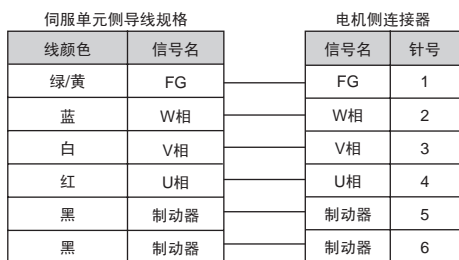 伺服单元侧导线规格 电机侧连接器
线颜色 信号名 信号名 针号
绿/黄 FG FG 1
蓝 W相 W相 2
白 V相 V相 3
红 U相 U相 4
黑 制动器 制动器 5
黑 制动器 制动器 6